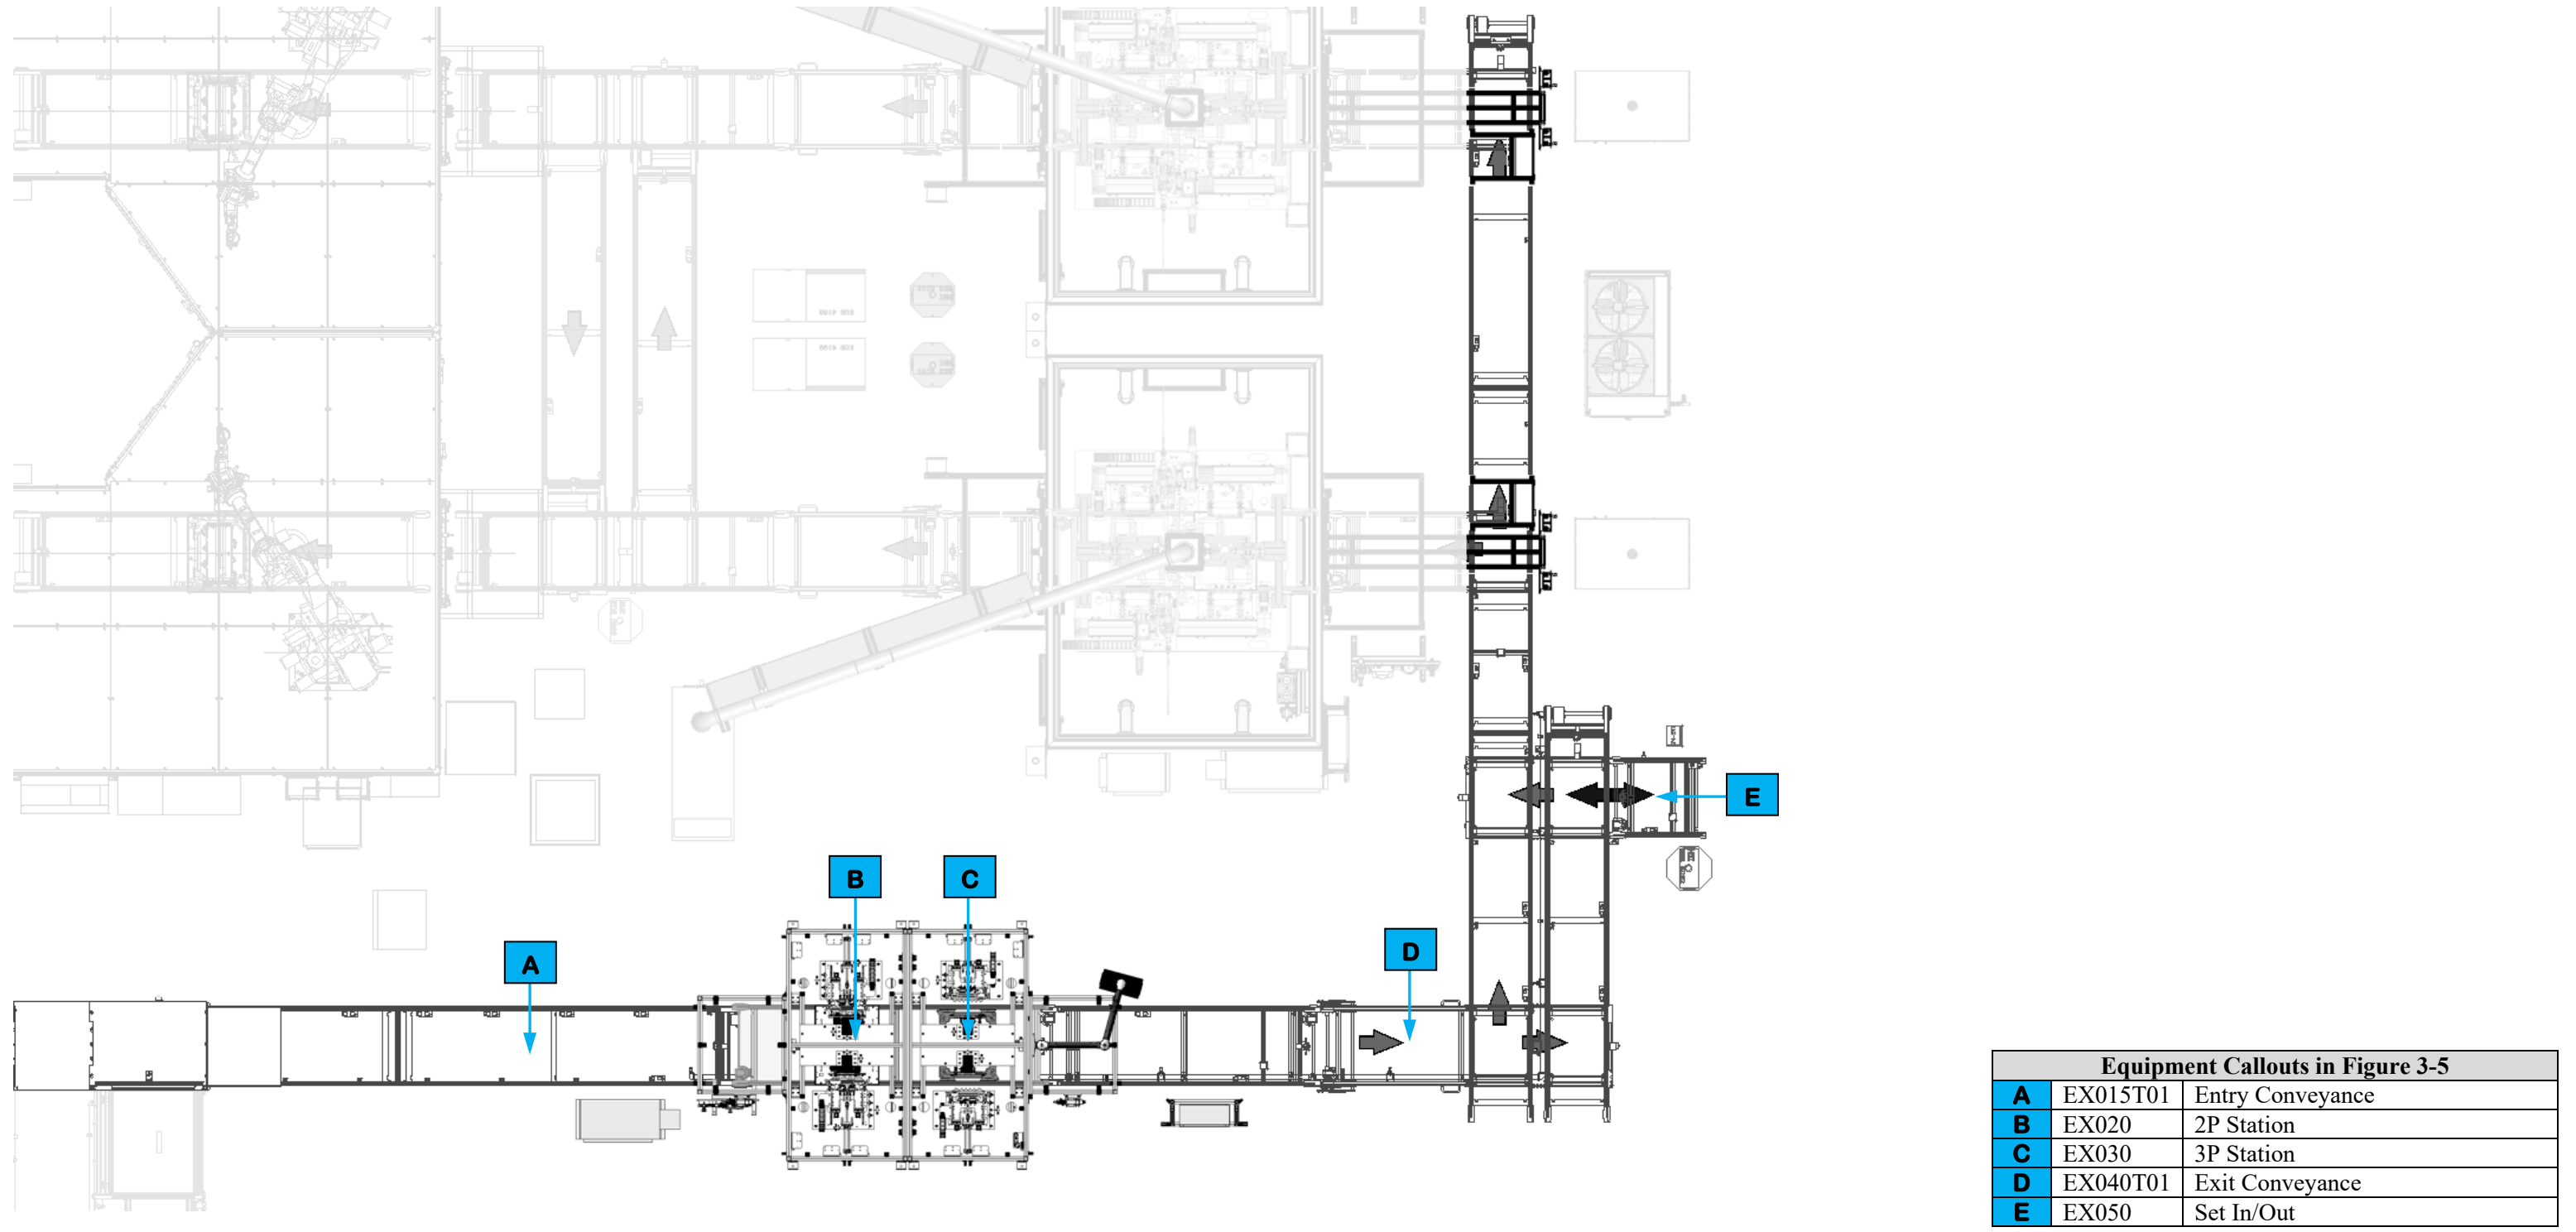 B
C
A
D
E
Equipment Callouts in Figure 3-5
A EX015T01 Entry Conveyance
B EX020 2P Station
C EX030 3P Station
D EX040T01 Exit Conveyance
E EX050 Set In/Out